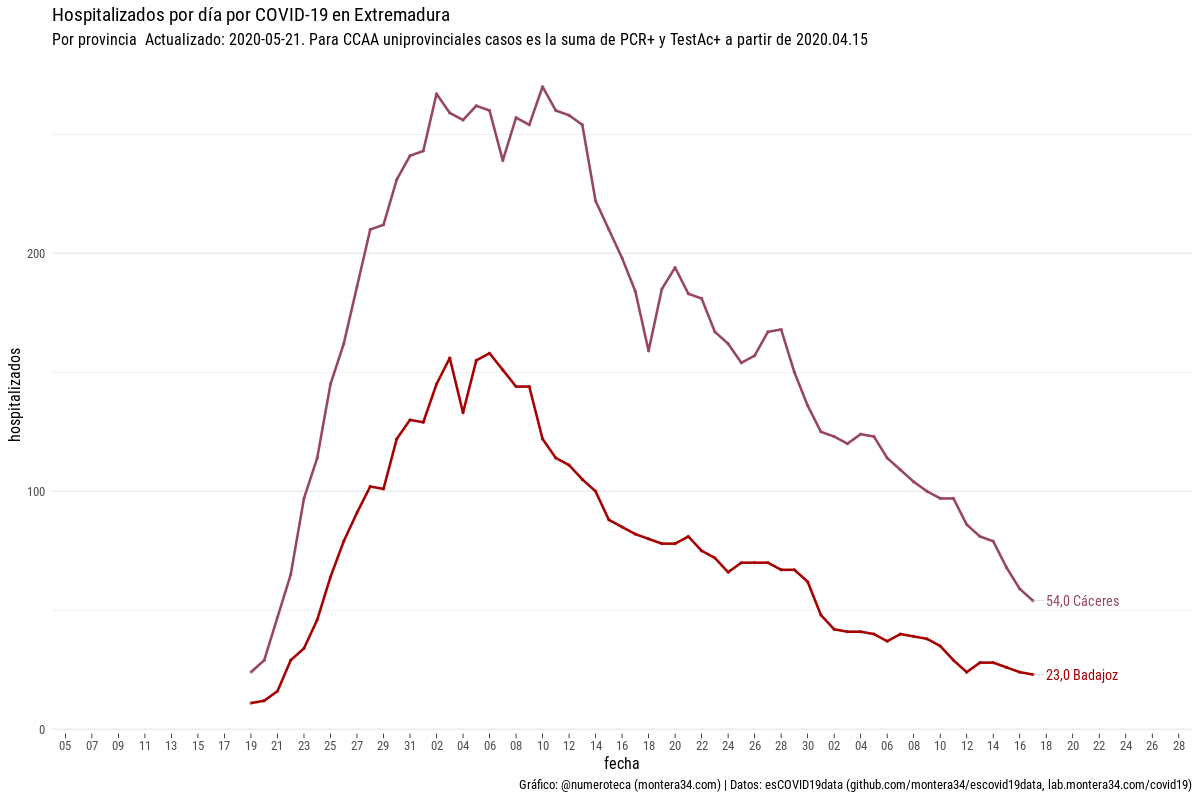 Hospitalizados por día por COVID-19 en Extremadura
Por provincia  Actualizado: 2020-05-21. Para CCAA uniprovinciales casos es la suma de PCR+ y TestAc+ a partir de 2020.04.15
hospitalizados
200
100
0
54,0 Cáceres
23,0 Badajoz
05 07 09 11 13 15 17 19 21 23 25 27 29 31 02 04 06 08 10 12 14 16 18 20 22 24 26 28 30 02 04 06 08 10 12 14 16 18 20 22 24 26 28
fecha
Gráfico: @numeroteca (montera34.com) | Datos: esCOVID19data (github.com/montera34/escovid19data, lab.montera34.com/covid19)